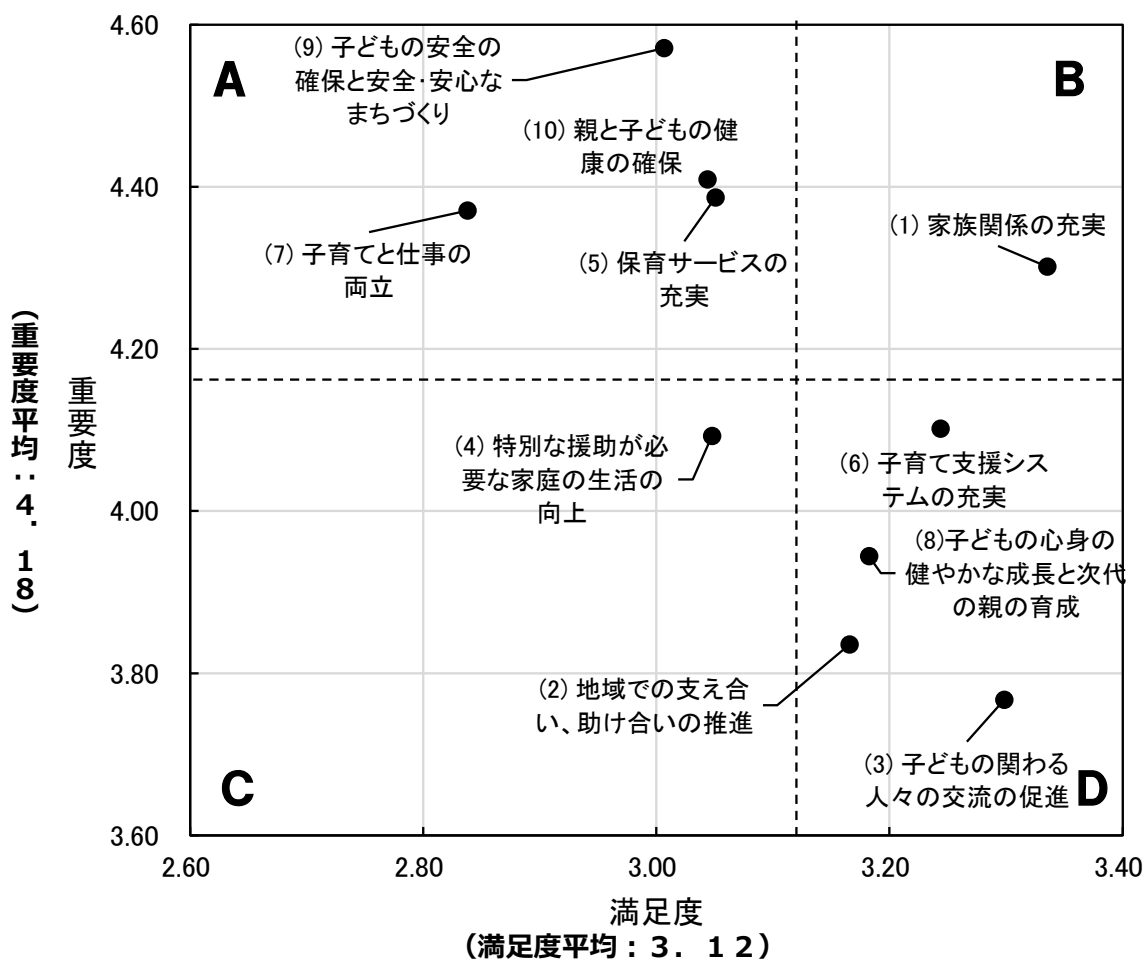 4.60
(9) 子どもの安全の
確保と安全・安心な
まちづくり
A
B
(10) 親と子どもの健
康の確保
4.40
(1) 家族関係の充実
(7) 子育てと仕事の
両立
(5) 保育サービスの
充実
4.20
重要度
(重要度平均:4.18)
(4) 特別な援助が必
要な家庭の生活の
向上
(6) 子育て支援シス
テムの充実
4.00
(8)子どもの心身の
健やかな成長と次代
の親の育成
3.80
(2) 地域での支え合
い、助け合いの推進
(3) 子どもの関わる
人々の交流の促進
C
D
3.60
2.60
2.80
3.00
3.20
3.40
満足度
(満足度平均:3.12)